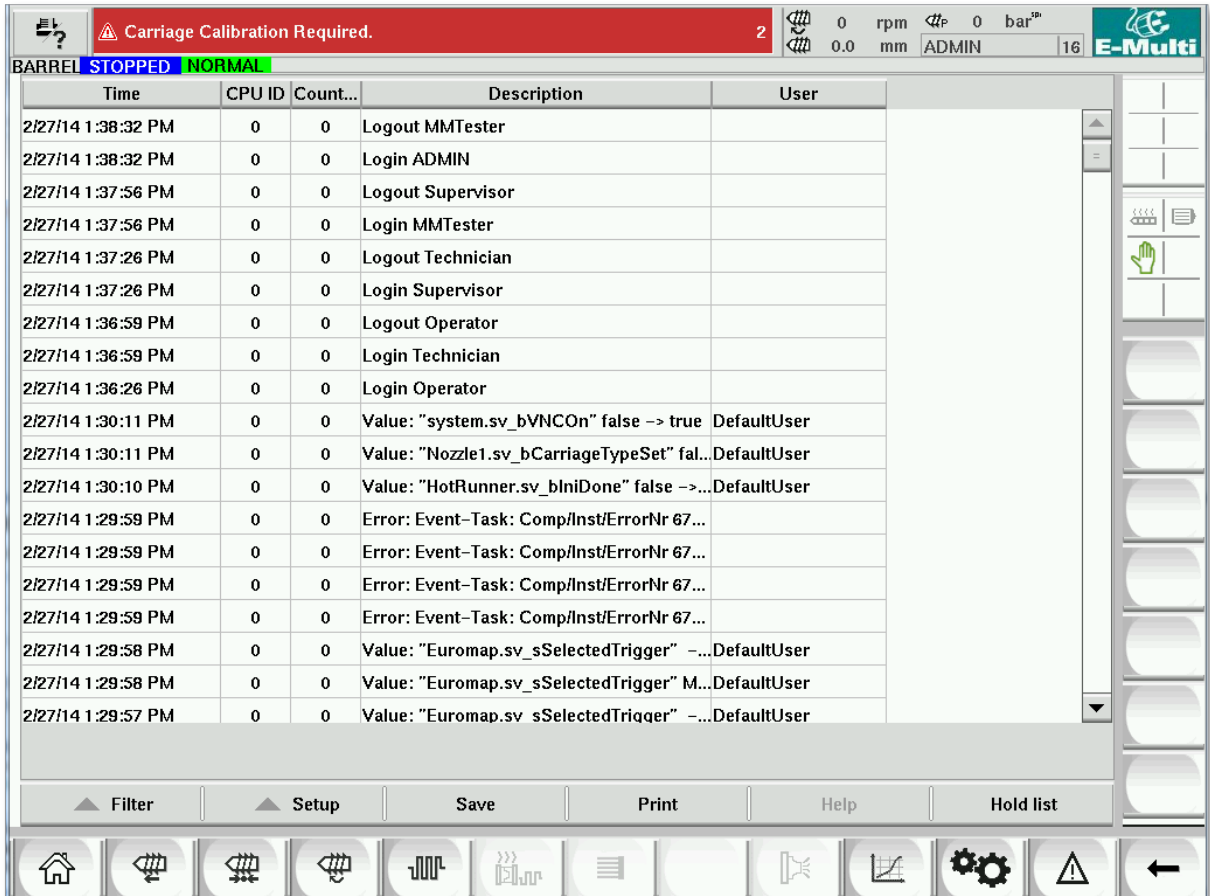 Carriage Calibration Required. 2
0 rpm P 0 bar
0.0 mm ADMIN 16 E-Multi
BARREL STOPPED NORMAL
Time CPU ID Count... Description User
2/27/14 1:38:32 PM 0 0 Logout MMTester
2/27/14 1:38:32 PM 0 0 Login ADMIN
2/27/14 1:37:56 PM 0 0 Logout Supervisor
2/27/14 1:37:56 PM 0 0 Login MMTester
2/27/14 1:37:26 PM 0 0 Logout Technician
2/27/14 1:37:26 PM 0 0 Login Supervisor
2/27/14 1:36:59 PM 0 0 Logout Operator
2/27/14 1:36:59 PM 0 0 Login Technician
2/27/14 1:36:26 PM 0 0 Login Operator
2/27/14 1:30:11 PM 0 0 Value: "system.sv_bVNCOn" false -> true DefaultUser
2/27/14 1:30:11 PM 0 0 Value: "Nozzle1.sv_bCarriageTypeSet" fal... DefaultUser
2/27/14 1:30:10 PM 0 0 Value: "HotRunner.sv_bIniDone" false ->... DefaultUser
2/27/14 1:29:59 PM 0 0 Error: Event-Task: Comp/Inst/ErrorNr 67...
2/27/14 1:29:59 PM 0 0 Error: Event-Task: Comp/Inst/ErrorNr 67...
2/27/14 1:29:59 PM 0 0 Error: Event-Task: Comp/Inst/ErrorNr 67...
2/27/14 1:29:59 PM 0 0 Error: Event-Task: Comp/Inst/ErrorNr 67...
2/27/14 1:29:58 PM 0 0 Value: "Euromap.sv_sSelectedTrigger" -... DefaultUser
2/27/14 1:29:58 PM 0 0 Value: "Euromap.sv_sSelectedTrigger" M... DefaultUser
2/27/14 1:29:57 PM 0 0 Value: "Euromap.sv_sSelectedTrigger" -... DefaultUser
Filter Setup Save Print Help Hold list